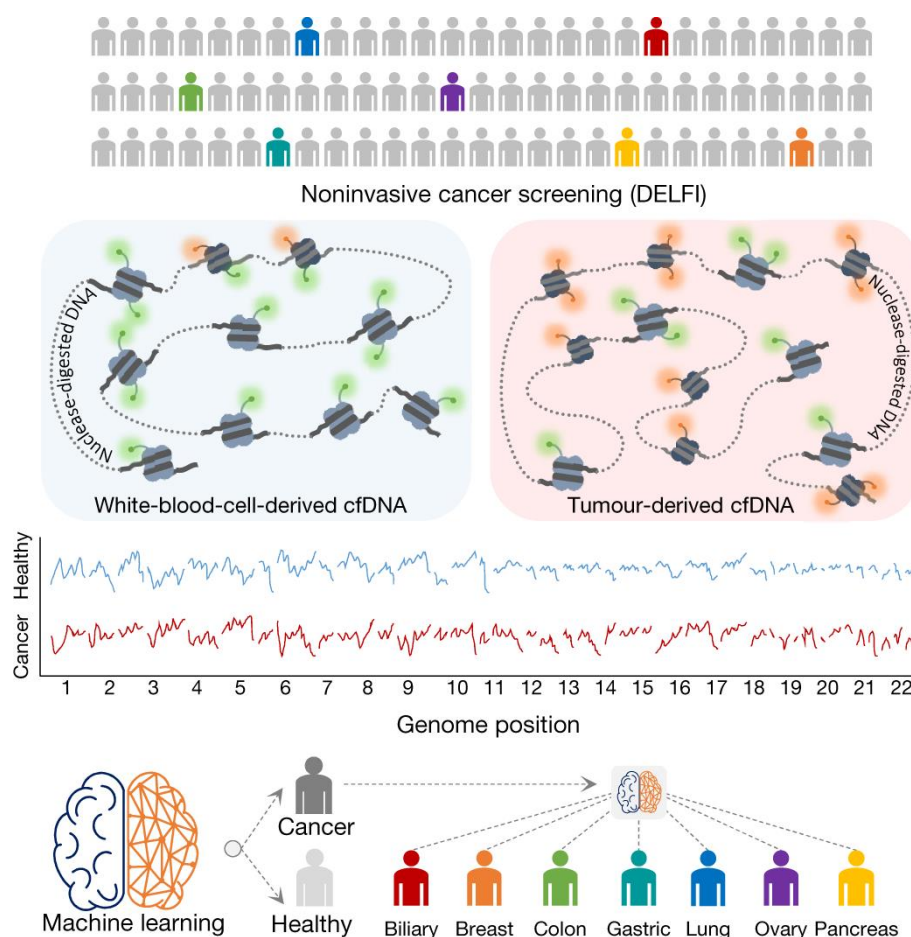 Noninvasive cancer screening (DELFI)
Nuclease-digested DNA
Nuclease-digested DNA
White-blood-cell-derived cfDNA
Tumour-derived cfDNA
Healthy
Cancer
1 2 3 4 5 6 7 8 9 10 11 12 13 14 15 16 17 18 19 20 21 22
Genome position
Cancer
Machine learning
Healthy
Biliary Breast Colon Gastric Lung Ovary Pancreas